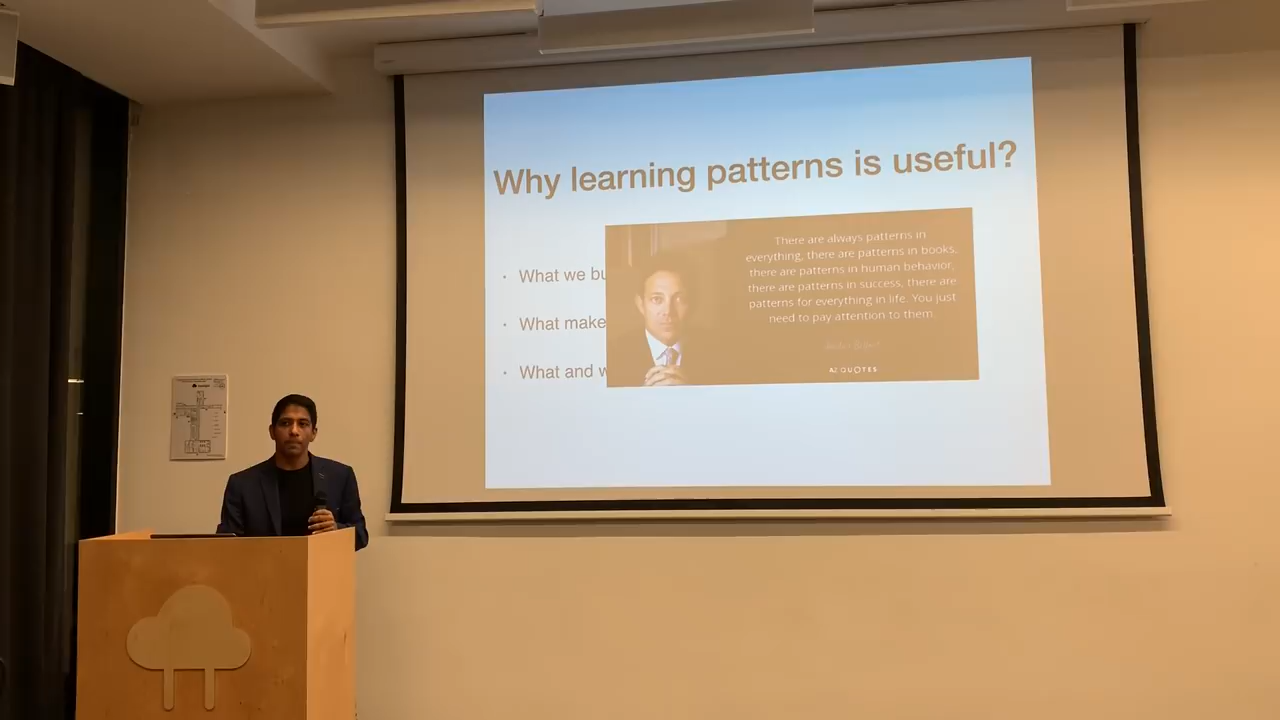 Why learning patterns is useful?
What we bu
What make
What and w
There are always patterns in
everything, there are patterns in books,
there are patterns in human behavior,
there are patterns in success, there are
patterns for everything in life. You just
need to pay attention to them.
AZ QUOTES